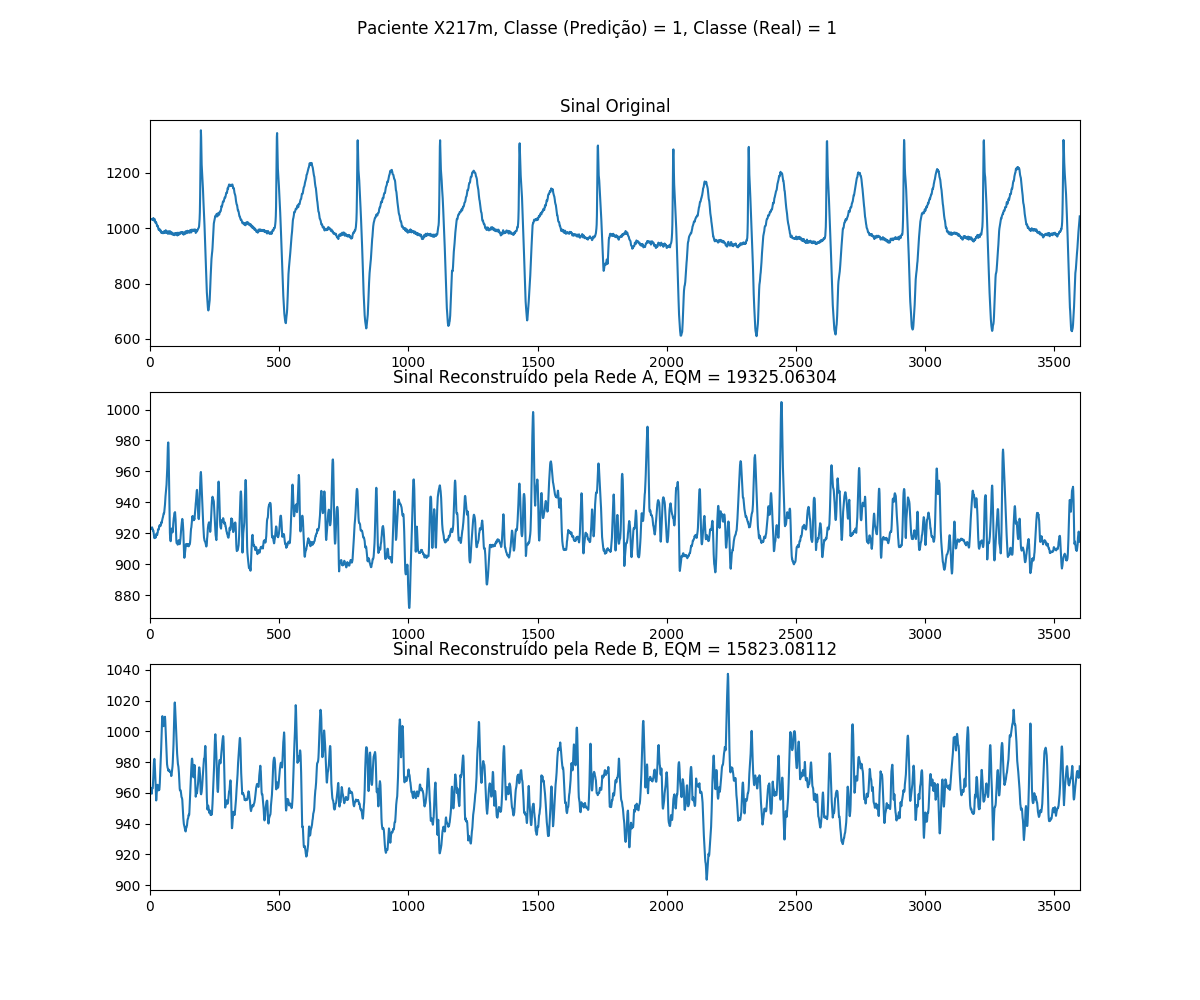 Paciente X217m, Classe (Predição) = 1, Classe (Real) = 1
Sinal Original
1200
1000
800
600
0 500 1000 1500 2000 2500 3000 3500
Sinal Reconstruído pela Rede A, EQM = 19325.06304
1000
980
960
940
920
900
880
0 500 1000 1500 2000 2500 3000 3500
Sinal Reconstruído pela Rede B, EQM = 15823.08112
1040
1020
1000
980
960
940
920
900
0 500 1000 1500 2000 2500 3000 3500